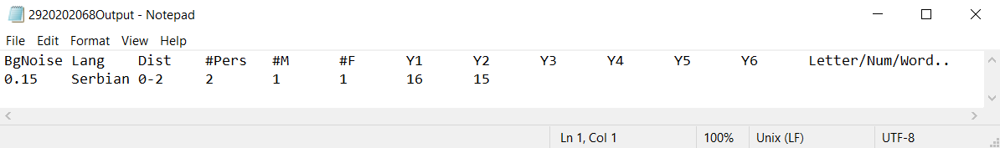 2920202068Output - Notepad
File Edit Format View Help
BgNoise Lang Dist #Pers #M #F Y1 Y2 Y3 Y4 Y5 Y6 Letter/Num/Word..
0.15 Serbian 0-2 2 1 1 16 15
Ln 1, Col 1 100% Unix (LF) UTF-8